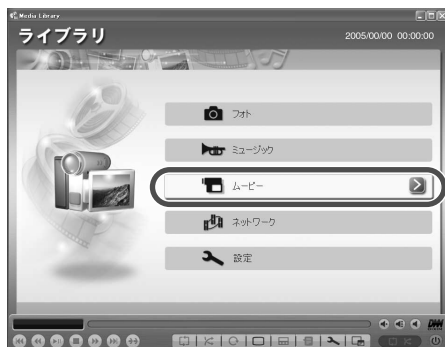 Media Library
ライブラリ
2005/00/00 00:00:00
フォト
ミュージック
ムービー
ネットワーク
設定